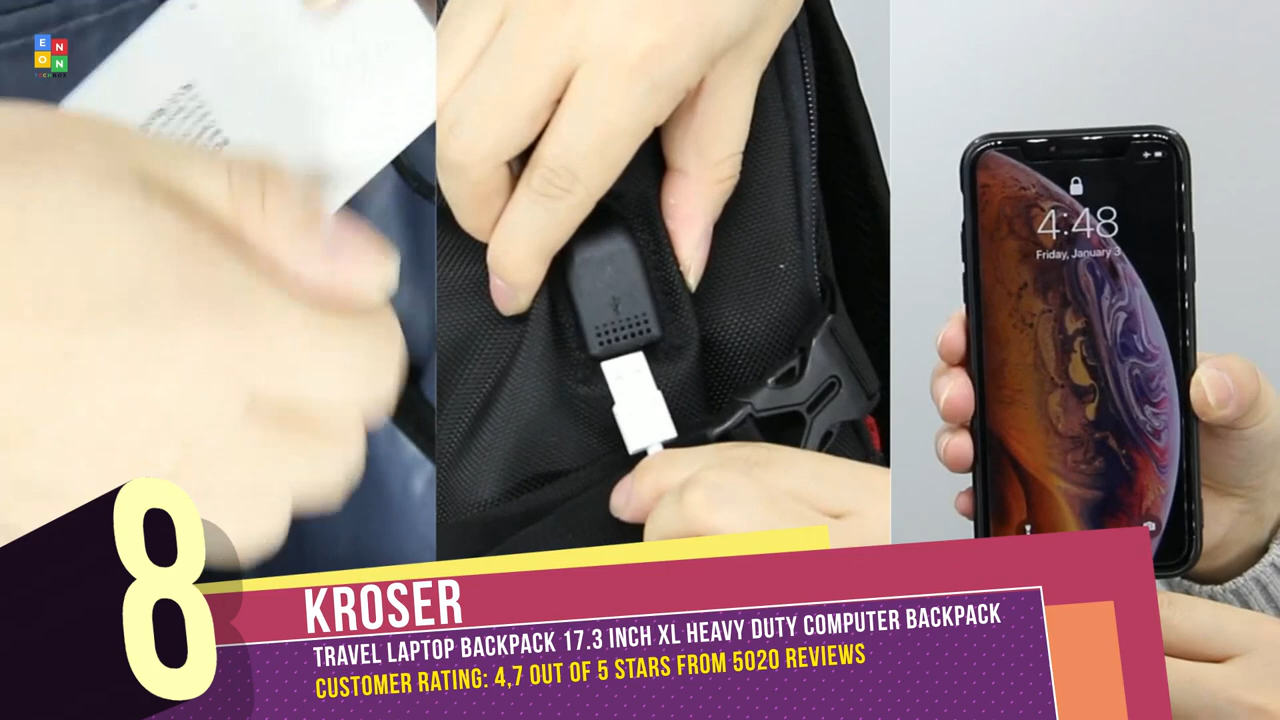 E N
O N
4:48
Friday, January 3
8
KROSER
TRAVEL LAPTOP BACKPACK 17.3 INCH XL HEAVY DUTY COMPUTER BACKPACK
CUSTOMER RATING: 4,7 OUT OF 5 STARS FROM 5020 REVIEWS